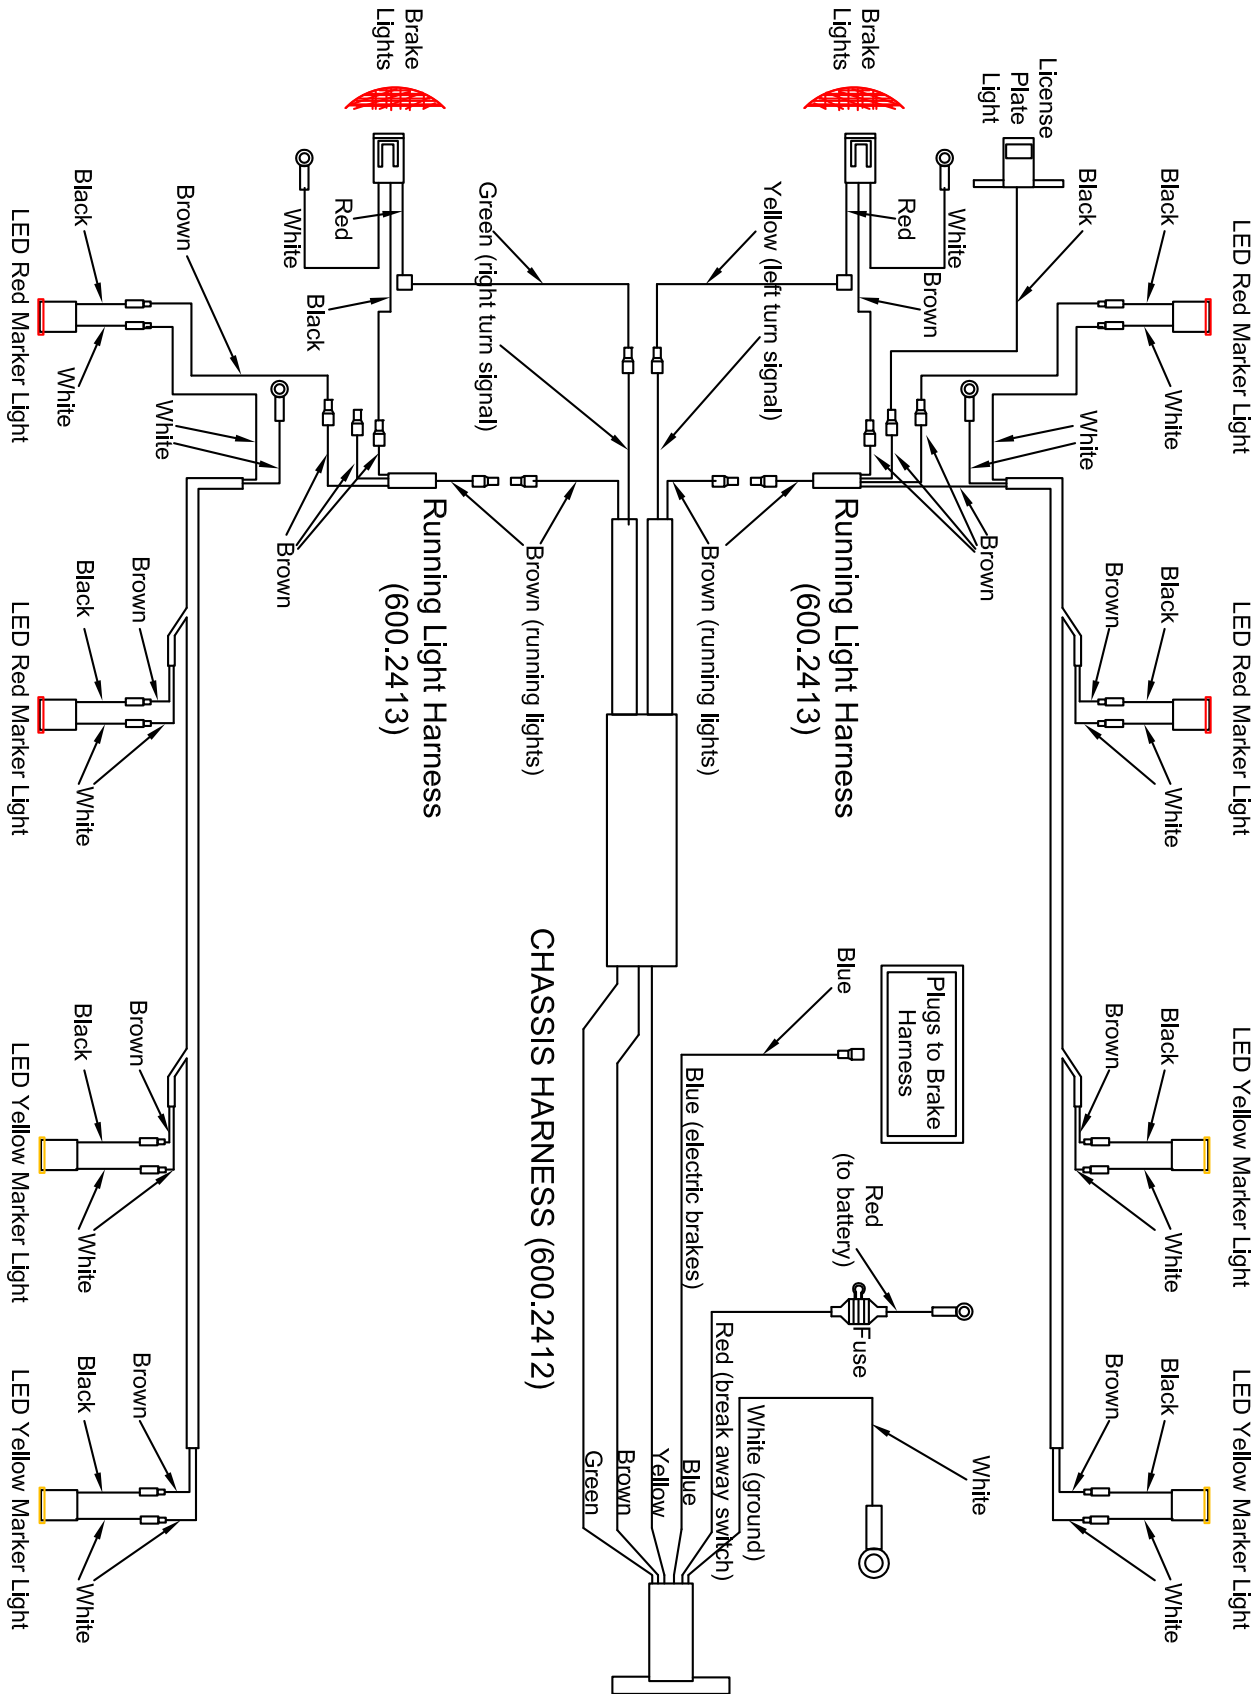 LED Red Marker Light
LED Red Marker Light
LED Yellow Marker Light
LED Yellow Marker Light
Black
White
Black
White
Black
White
Black
White
License
Plate
Light
Black
White
Brown
Brown
Brown
Brake
Lights
White
Red
Brown
Brown
Running Light Harness
(600.2413)
Plugs to Brake
Harness
White
Yellow (left turn signal)
Brown (running lights)
Blue
Red
(to battery)
Fuse
Blue (electric brakes)
Red (break away switch)
White (ground)
Blue
Yellow
Brown
Green
CHASSIS HARNESS (600.2412)
Green (right turn signal)
Brown (running lights)
Running Light Harness
(600.2413)
Brake
Lights
Red
White
Black
Brown
Brown
White
Brown
Brown
Brown
Black
White
Black
White
Black
White
Black
White
LED Red Marker Light
LED Red Marker Light
LED Yellow Marker Light
LED Yellow Marker Light